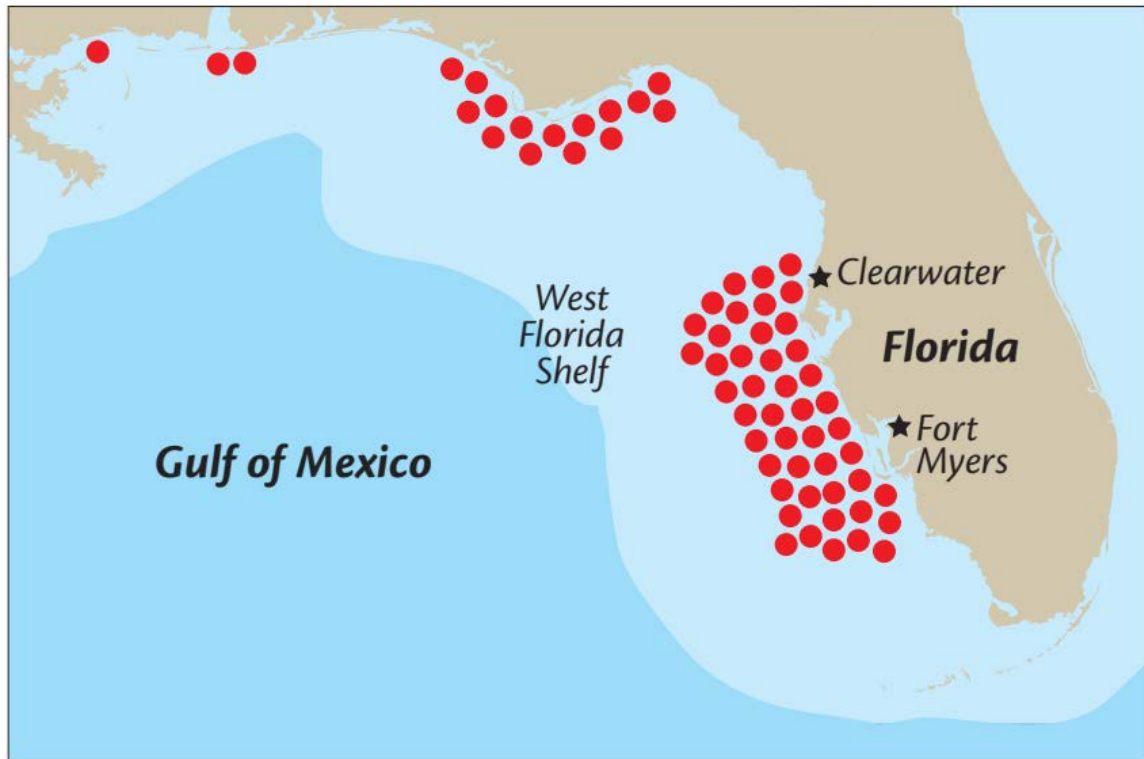 West
Florida
Shelf
Clearwater
Florida
Fort
Myers
Gulf of Mexico